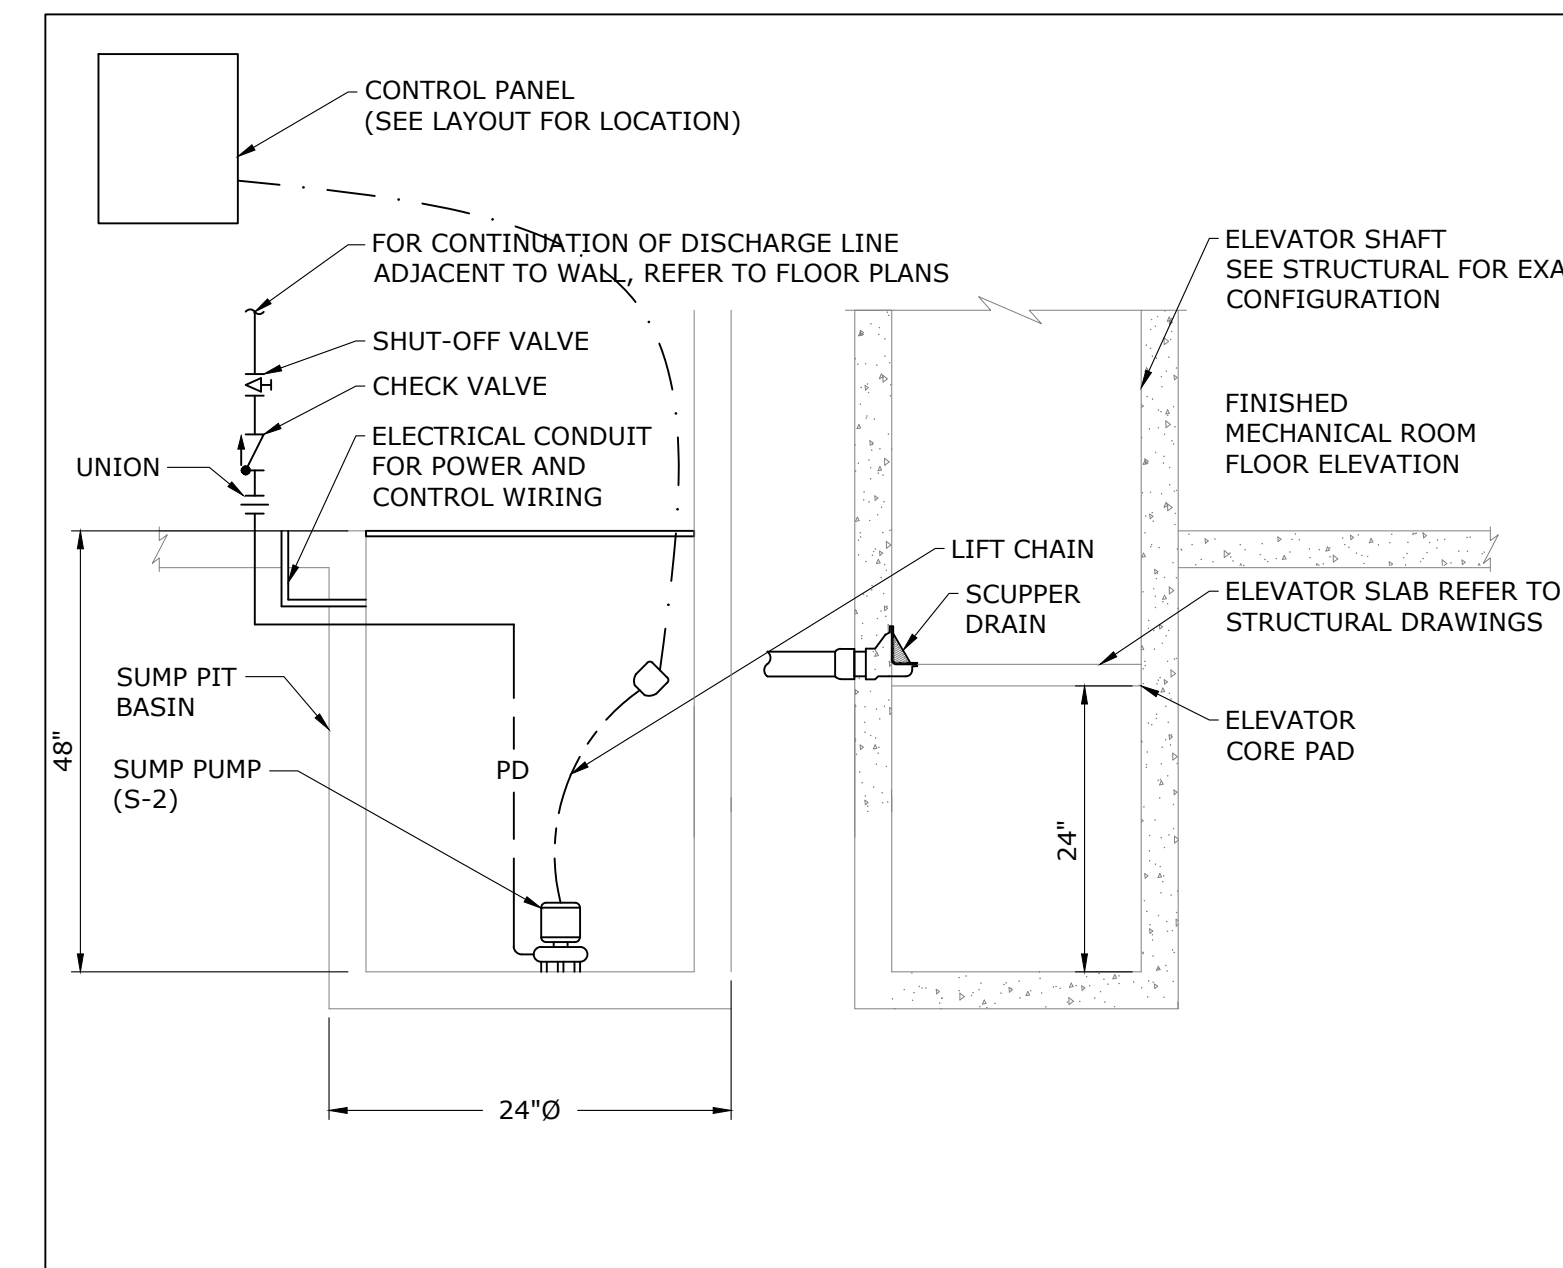 CONTROL PANEL
(SEE LAYOUT FOR LOCATION)
FOR CONTINUATION OF DISCHARGE LINE
ADJACENT TO WALL, REFER TO FLOOR PLANS
SHUT-OFF VALVE
CHECK VALVE
ELECTRICAL CONDUIT
FOR POWER AND
CONTROL WIRING
UNION
SUMP PIT
BASIN
48"
SUMP PUMP
(S-2)
PD
24"Ø
LIFT CHAIN
SCUPPER
DRAIN
ELEVATOR SHAFT
SEE STRUCTURAL FOR EXA
CONFIGURATION
FINISHED
MECHANICAL ROOM
FLOOR ELEVATION
ELEVATOR SLAB REFER TO
STRUCTURAL DRAWINGS
ELEVATOR
CORE PAD
24"